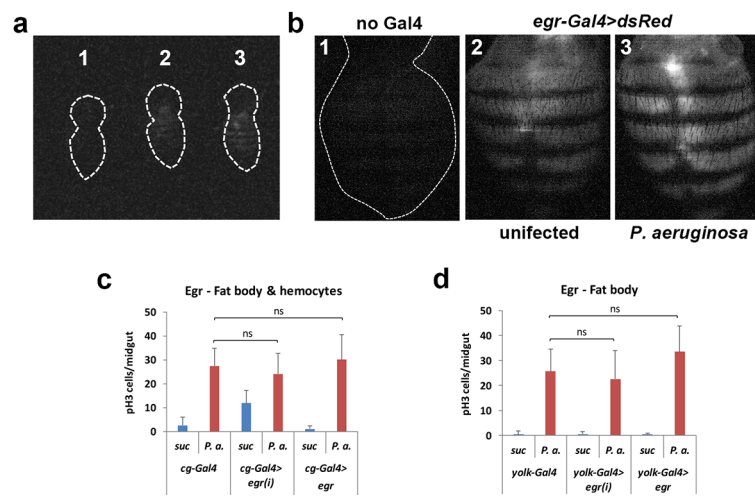 a
1 2 3
b
no Gal4
egr-Gal4>dsRed
1 2 3
unifected
P. aeruginosa
c
Egr - Fat body & hemocytes
pH3 cells/midgut
50
40
30
20
10
0
ns
ns
suc P. a. suc P. a. suc P. a.
cg-Gal4 cg-Gal4> cg-Gal4>
egr(i) egr
d
Egr - Fat body
pH3 cells/midgut
50
40
30
20
10
0
ns
ns
suc P. a. suc P. a. suc P. a.
yolk-Gal4 yolk-Gal4> yolk-Gal4>
egr(i) egr